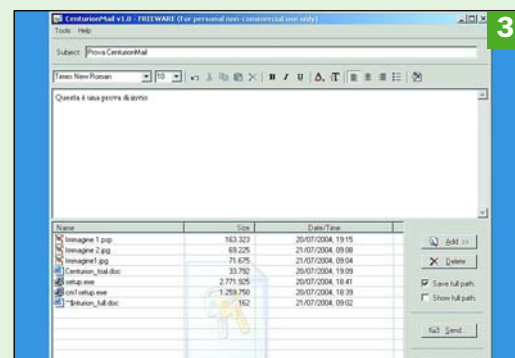 3
CenturionMail v1.0 - FREEWARE (For personal non-commercial use only)
Tools Help
Subject: Prova CenturionMail
Times New Roman 10 B I U
Questa è una prova di invio
Name Size Date/Time
Immagine 1.psp 163.323 20/07/2004, 19:15
Immagine 2.jpg 69.225 21/07/2004, 09:08
Immagine1.jpg 71.675 21/07/2004, 09:04
Centurion_trial.doc 33.792 20/07/2004, 19:09
setup.exe 2.771.925 20/07/2004, 18:41
cm1setup.exe 1.259.750 20/07/2004, 18:39
~$nturion_full.doc 162 21/07/2004, 09:02
Add >>
Delete
Save full path.
Show full path.
Send...